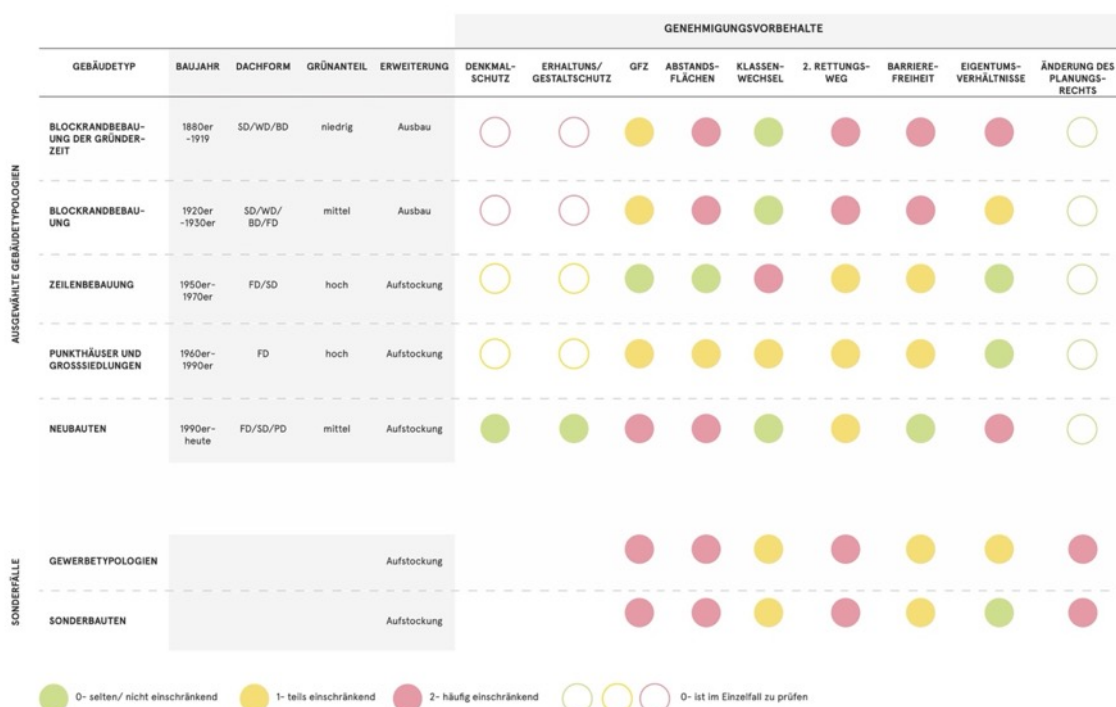 GENEHMIGUNGSVORBEHALTE
GEBÄUDETYP BAUJAHR DACHFORM GRÜNANTEIL ERWEITERUNG DENKMAL- ERHALTUNS/ GFZ ABSTANDS- KLASSEN- 2. RETTUNGS- BARRIERE- EIGENTUMS- ÄNDERUNG DES
SCHUTZ GESTALTSCHUTZ FLÄCHEN WECHSEL WEG FREIHEIT VERHÄLTNISSE PLANUNGS-
RECHTS
AUSGEWÄHLTE GEBÄUDETYPOLOGIEN
BLOCKRANDBEBAU- 1880er SD/WD/BD niedrig Ausbau
UNG DER GRÜNDER- -1919
ZEIT
BLOCKRANDBEBAU- 1920er SD/WD/ mittel Ausbau
UNG -1930er BD/FD
ZEILENBEBAUUNG 1950er- FD/SD hoch Aufstockung
1970er
PUNKTHÄUSER UND 1960er- FD hoch Aufstockung
GROSSSIEDLUNGEN 1990er
NEUBAUTEN 1990er- FD/SD/PD mittel Aufstockung
heute
SONDERFÄLLE
GEWERBETYPOLOGIEN Aufstockung
SONDERBAUTEN Aufstockung
0- selten/ nicht einschränkend 1- teils einschränkend 2- häufig einschränkend 0- ist im Einzelfall zu prüfen